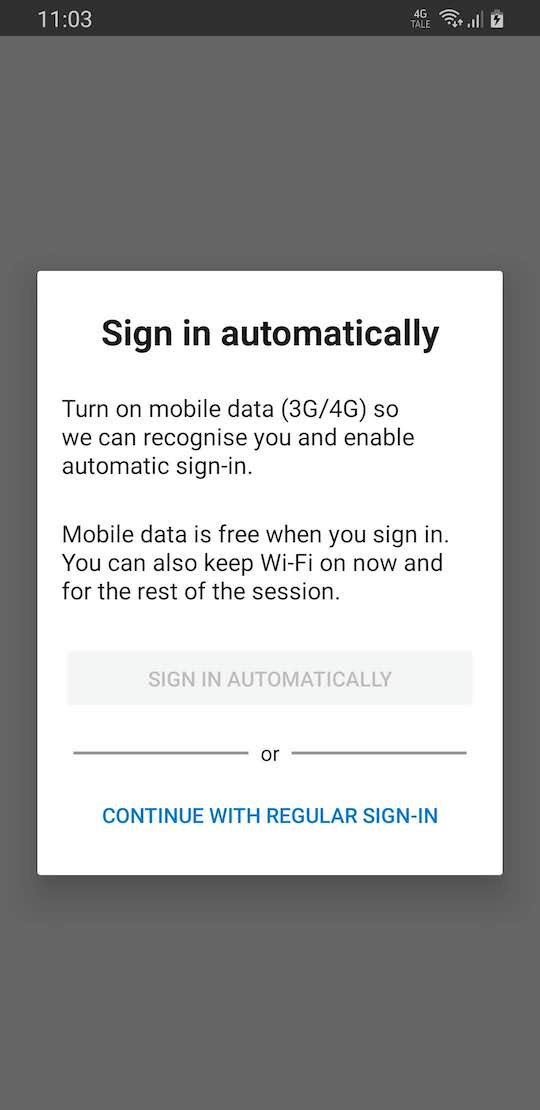 11:03
4G
TALE
Sign in automatically
Turn on mobile data (3G/4G) so
we can recognise you and enable
automatic sign-in.
Mobile data is free when you sign in.
You can also keep Wi-Fi on now and
for the rest of the session.
SIGN IN AUTOMATICALLY
or
CONTINUE WITH REGULAR SIGN-IN